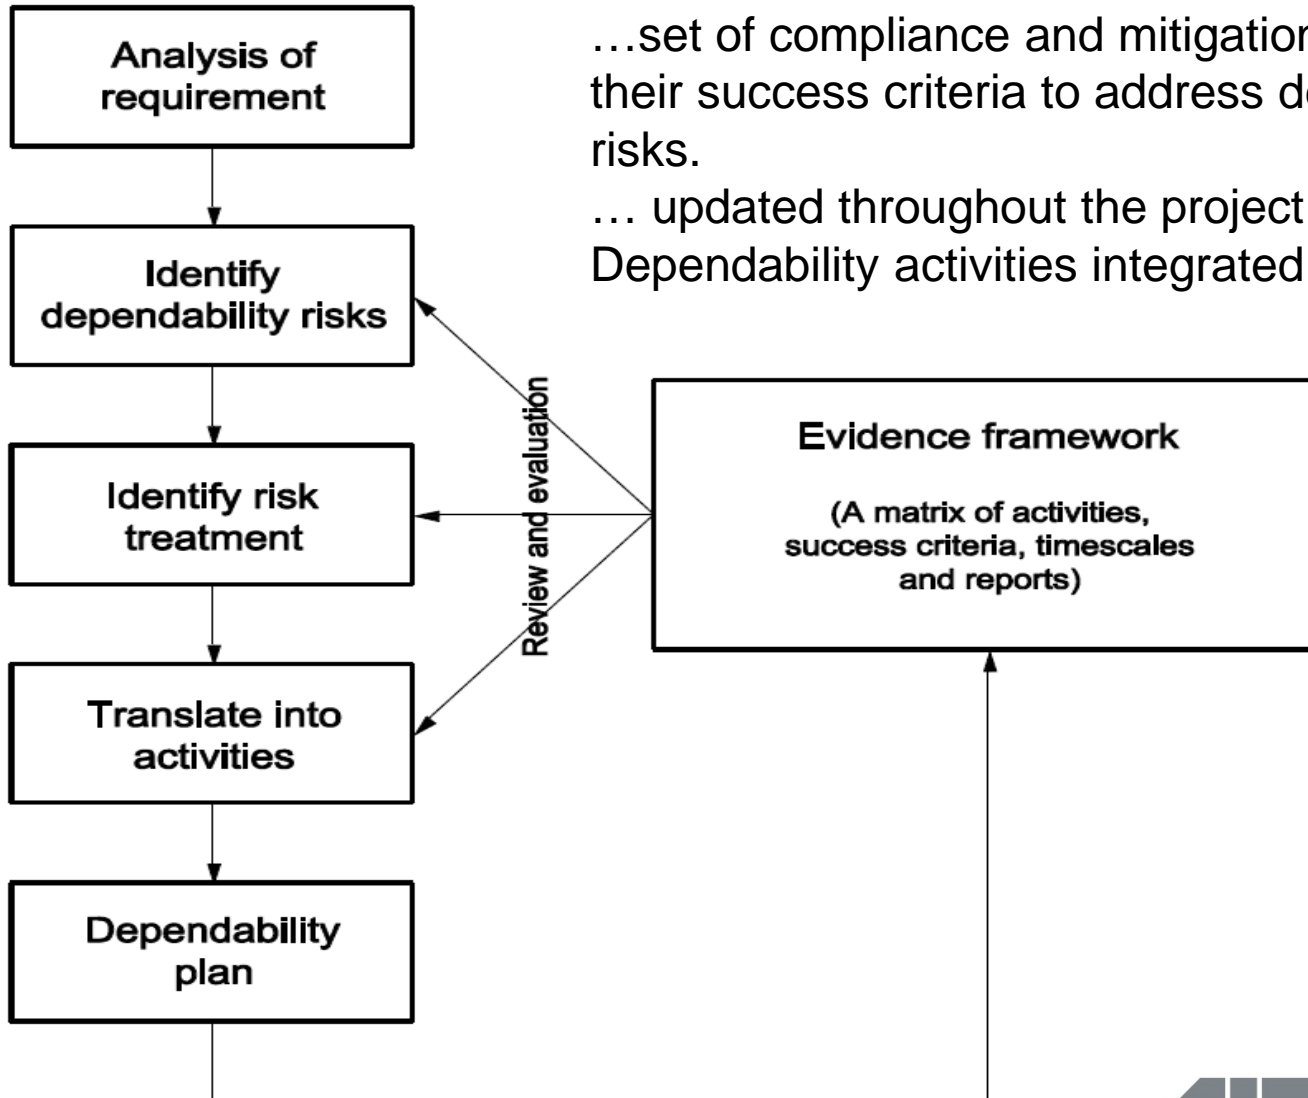 Analysis of
requirement
Identify
dependability risks
Identify risk
treatment
Translate into
activities
Dependability
plan
…set of compliance and mitigation
their success criteria to address
risks.
… updated throughout the project
Dependability activities integrated
Review and evaluation
Evidence framework
(A matrix of activities,
success criteria, timescales
and reports)